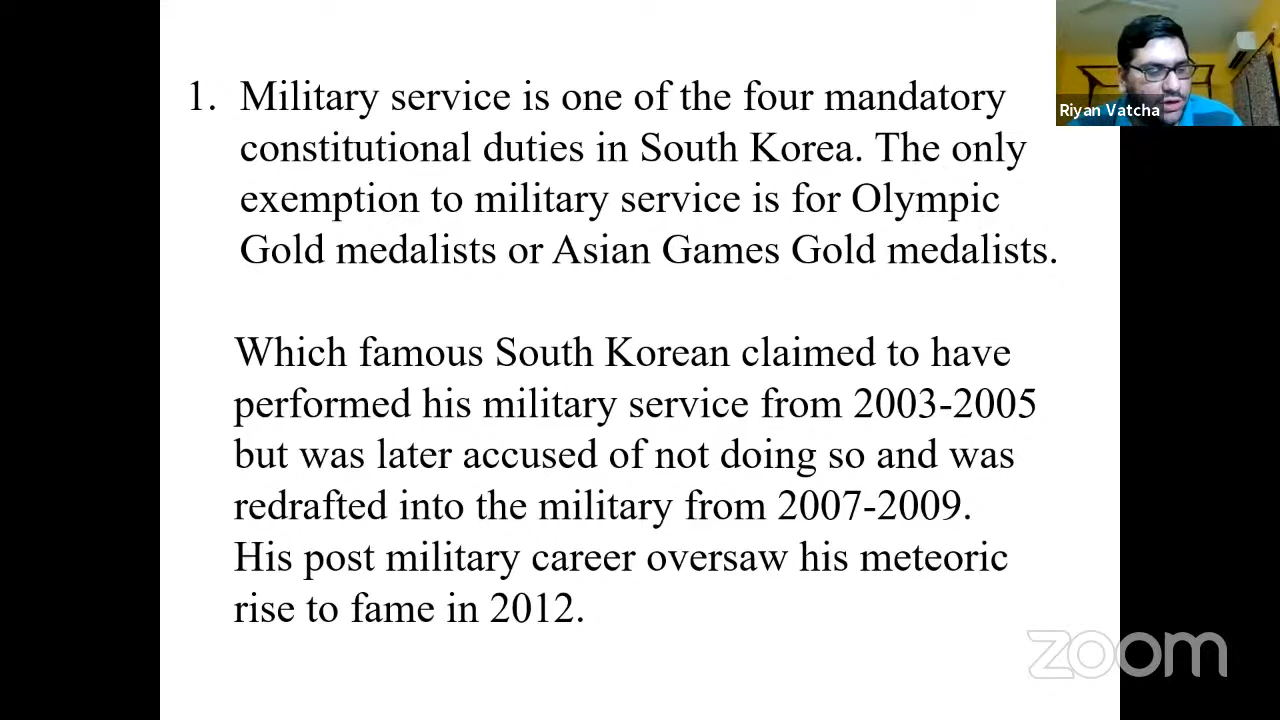 1. Military service is one of the four mandatory
constitutional duties in South Korea. The only
exemption to military service is for Olympic
Gold medalists or Asian Games Gold medalists.
Which famous South Korean claimed to have
performed his military service from 2003-2005
but was later accused of not doing so and was
redrafted into the military from 2007-2009.
His post military career oversaw his meteoric
rise to fame in 2012.
Riyan Vatcha
zoom